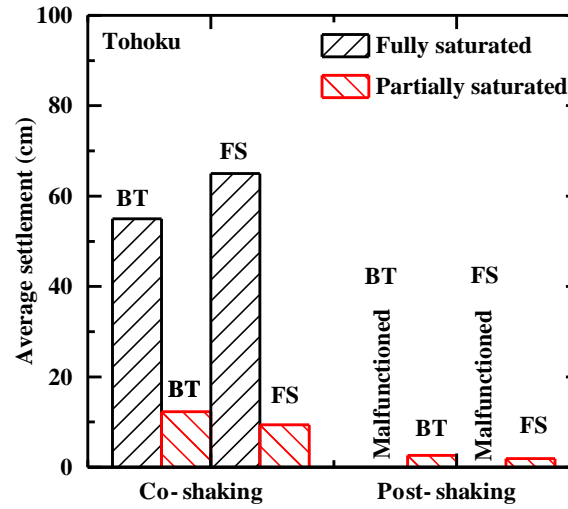 Tohoku
Fully saturated
Partially saturated
Average settlement (cm)
100
80
60
40
20
0
BT
BT
FS
FS
BT
Malfunctioned
BT
FS
Malfunctioned
FS
Co- shaking
Post- shaking